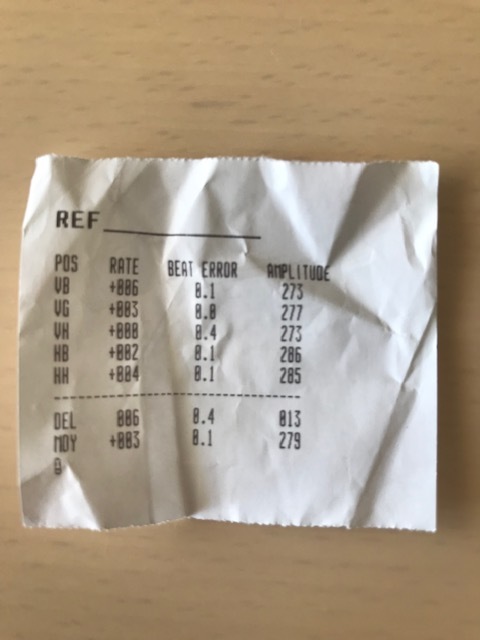 REF
POS RATE BEAT ERROR AMPLITUDE
VB +006 0.1 273
VG +003 0.0 277
VH +000 0.4 273
HB +002 0.1 286
HH +004 0.1 285
DEL 006 0.4 013
MOY +003 0.1 279